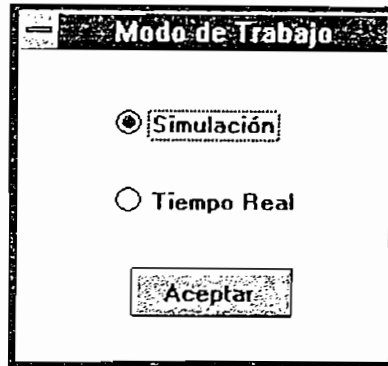 Modo de Trabajo
Simulación
Tiempo Real
Aceptar